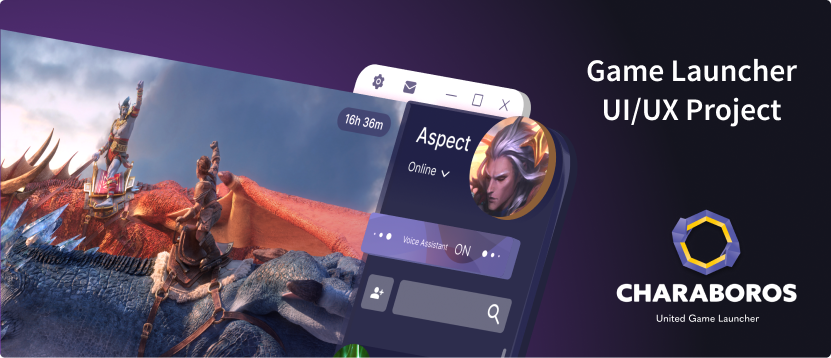 Game Launcher
UI/UX Project
16h 36m
Aspect
Online
Voice Assistant ON
CHARABOROS
United Game Launcher